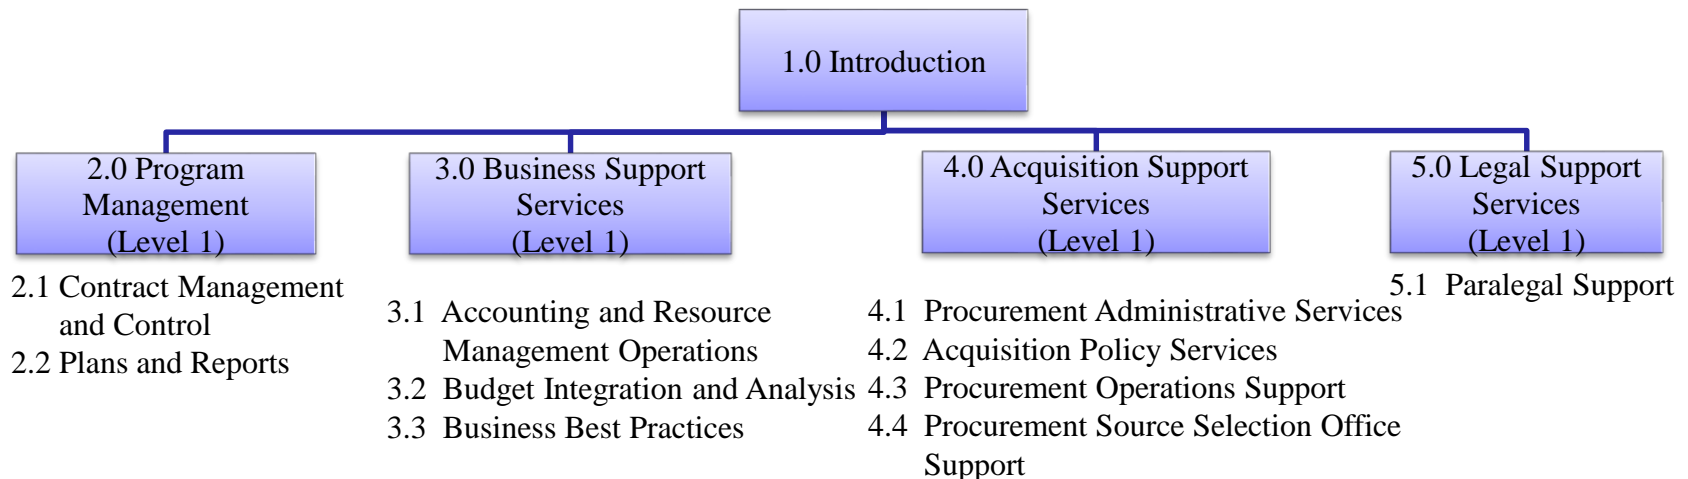 1.0 Introduction
2.0 Program
Management
(Level 1)
2.1 Contract Management
and Control
2.2 Plans and Reports
3.0 Business Support
Services
(Level 1)
3.1 Accounting and Resource
Management Operations
3.2 Budget Integration and Analysis
3.3 Business Best Practices
4.0 Acquisition Support
Services
(Level 1)
4.1 Procurement Administrative Services
4.2 Acquisition Policy Services
4.3 Procurement Operations Support
4.4 Procurement Source Selection Office
Support
5.0 Legal Support
Services
(Level 1)
5.1 Paralegal Support